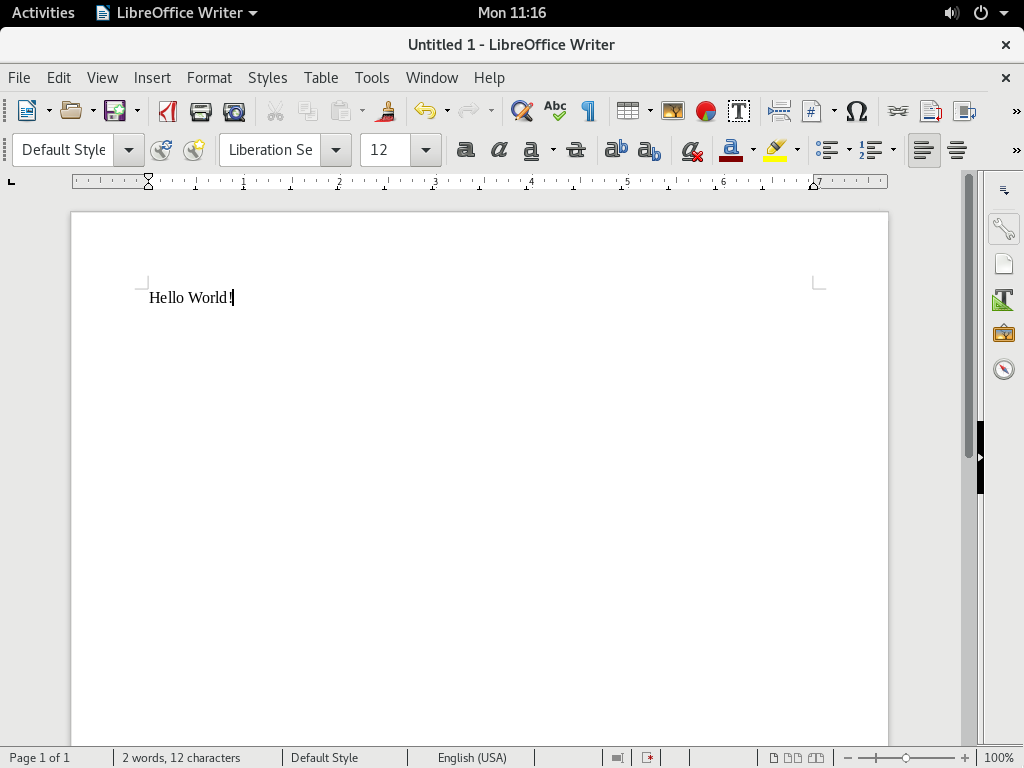 Activities LibreOffice Writer Mon 11:16
Untitled 1 - LibreOffice Writer
File Edit View Insert Format Styles Table Tools Window Help
Abc
Default Style Liberation Se 12
1 2 3 4 5 6 7
Hello World!
Page 1 of 1 2 words, 12 characters Default Style English (USA) 100%